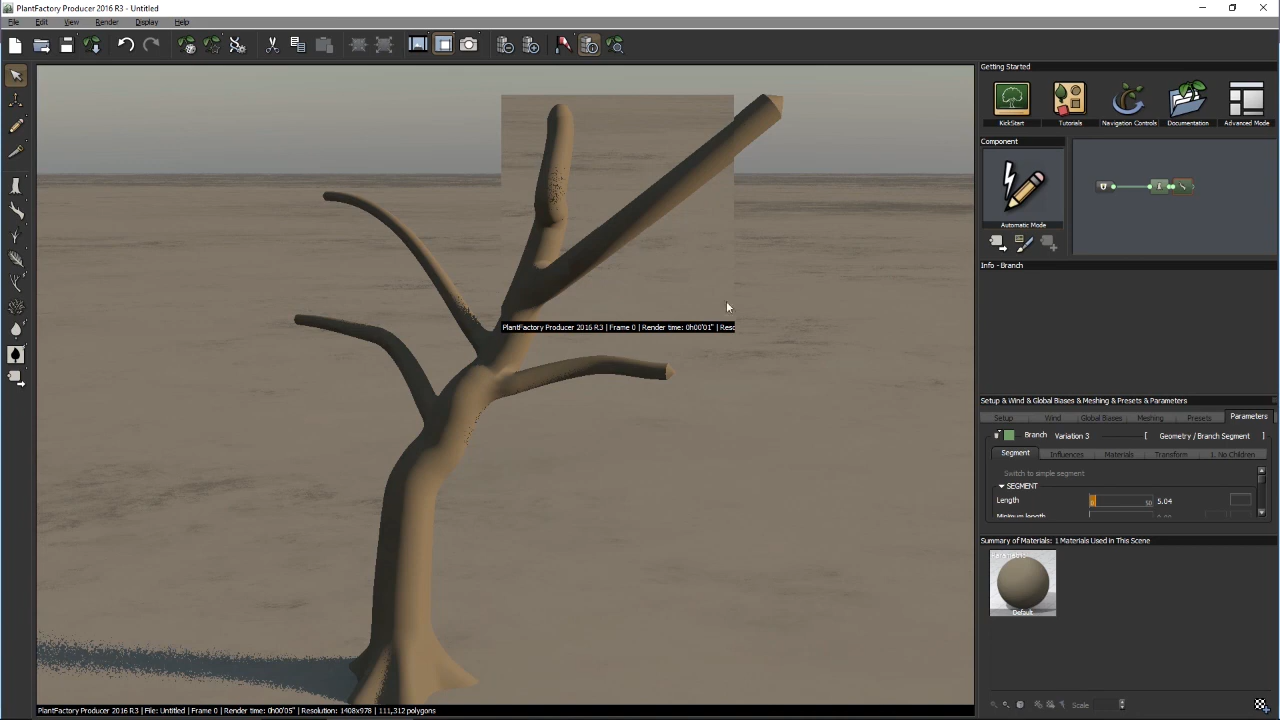 PlantFactory Producer 2016 R3 - Untitled
File Edit View Render Display Help
Getting Started
KickStart Tutorials Navigation Controls Documentation Advanced Mode
Component
Automatic Mode
Info - Branch
PlantFactory Producer 2016 R3 | Frame 0 | Render time: 0h00'01" | Resc
Setup & Wind & Global Biases & Meshing & Presets & Parameters
Setup Wind Global Biases Meshing Presets Parameters
Branch Variation 3 [ Geometry / Branch Segment ]
Segment Influences Materials Transform 1. No Children
Switch to simple segment
SEGMENT
Length 50 5.04
Minimum length
Summary of Materials: 1 Materials Used in This Scene
Default
Scale
PlantFactory Producer 2016 R3 | File: Untitled | Frame 0 | Render time: 0h00'05" | Resolution: 1408x978 | 111,312 polygons